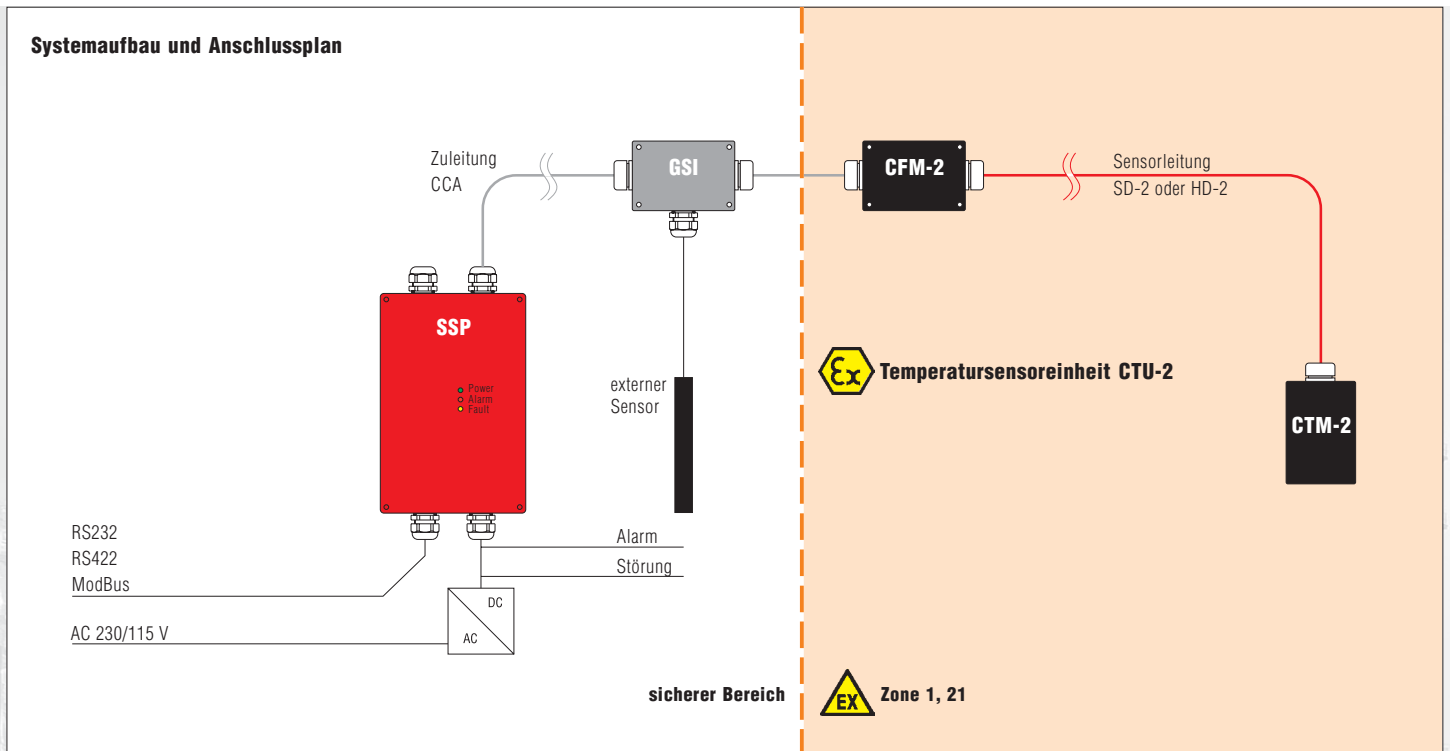 Systemaufbau und Anschlussplan
Zuleitung
CCA
GSI
CFM-2
Sensorleitung
SD-2 oder HD-2
SSP
Power
Alarm
Fault
externer
Sensor
Ex
Temperatursensoreinheit CTU-2
CTM-2
RS232
RS422
ModBus
Alarm
Störung
DC
AC
AC 230/115 V
sicherer Bereich
EX
Zone 1, 21